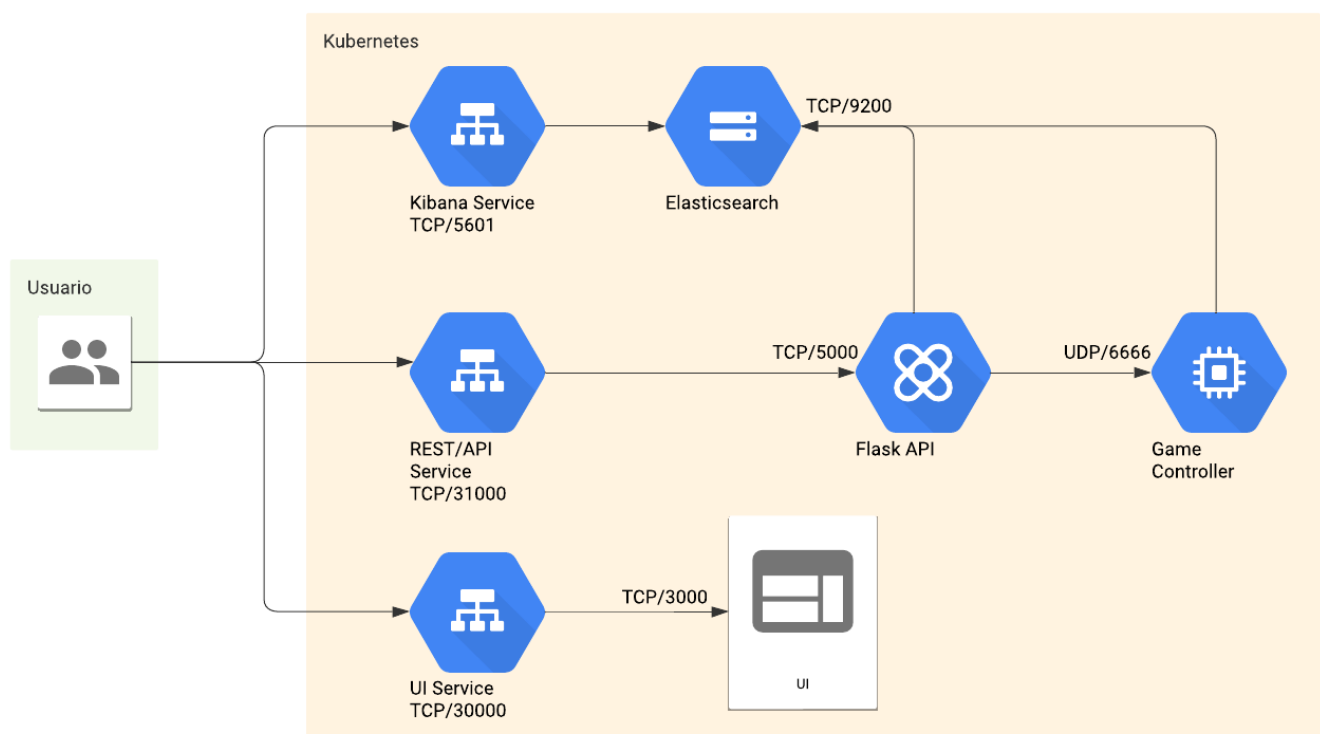 Kubernetes
TCP/9200
Kibana Service
TCP/5601
Elasticsearch
Usuario
TCP/5000
UDP/6666
REST/API
Service
TCP/31000
Flask API
Game
Controller
TCP/3000
UI
UI Service
TCP/30000